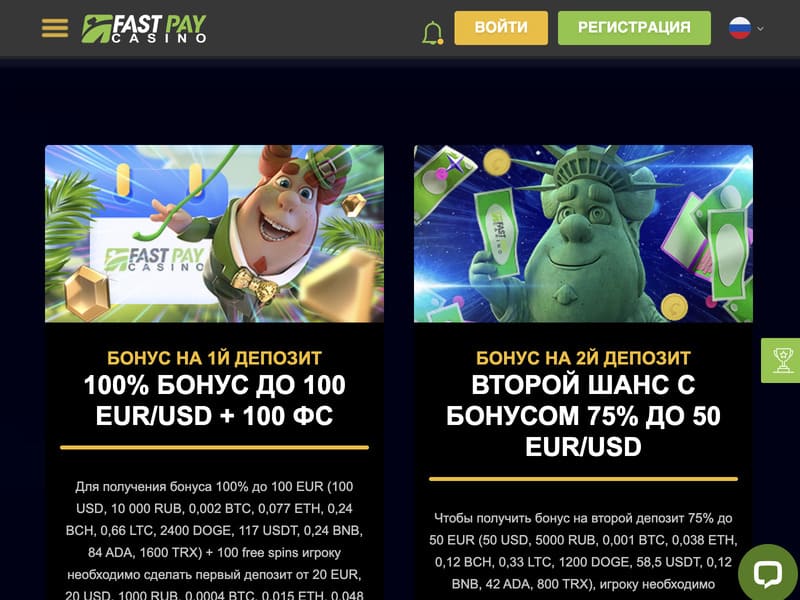 FAST PAY
CASINO
ВОЙТИ
РЕГИСТРАЦИЯ
FAST PAY
CASINO
FAST PAY
CASINO
БОНУС НА 1Й ДЕПОЗИТ
100% БОНУС ДО 100
EUR/USD + 100 ФС
Для получения бонуса 100% до 100 EUR (100
USD, 10 000 RUB, 0,002 BTC, 0,077 ETH, 0,24
BCH, 0,66 LTC, 2400 DOGE, 117 USDT, 0,24 BNB,
84 ADA, 1600 TRX) + 100 free spins игроку
необходимо сделать первый депозит от 20 EUR,
20 USD, 1000 RUB, 0,0004 BTC, 0,015 ETH, 0,048
БОНУС НА 2Й ДЕПОЗИТ
ВТОРОЙ ШАНС С
БОНУСОМ 75% ДО 50
EUR/USD
Чтобы получить бонус на второй депозит 75% до
50 EUR (50 USD, 5000 RUB, 0,001 BTC, 0,038 ETH,
0,12 BCH, 0,33 LTC, 1200 DOGE, 58,5 USDT, 0,12
BNB, 42 ADA, 800 TRX), игроку необходимо